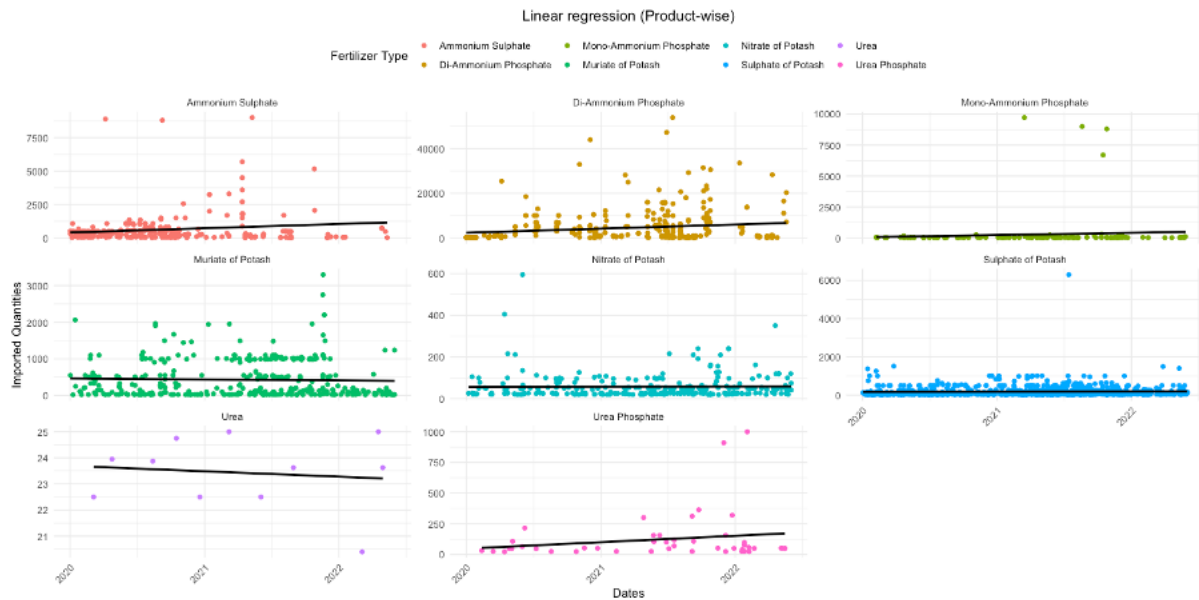 Linear regression (Product-wise)
Fertilizer Type
Ammonium Sulphate
Mono-Ammonium Phosphate
Nitrate of Potash
Urea
Di-Ammonium Phosphate
Muriate of Potash
Sulphate of Potash
Urea Phosphate
Imported Quantities
Ammonium Sulphate
7500
5000
2500
0
Di-Ammonium Phosphate
40000
20000
0
Mono-Ammonium Phosphate
10000
7500
5000
2500
0
Muriate of Potash
3000
2000
1000
0
Nitrate of Potash
600
400
200
0
Sulphate of Potash
6000
4000
2000
0
2020
2021
2022
Urea
25
24
23
22
21
2020
2021
2022
Urea Phosphate
1000
750
500
250
0
2020
2021
2022
Dates